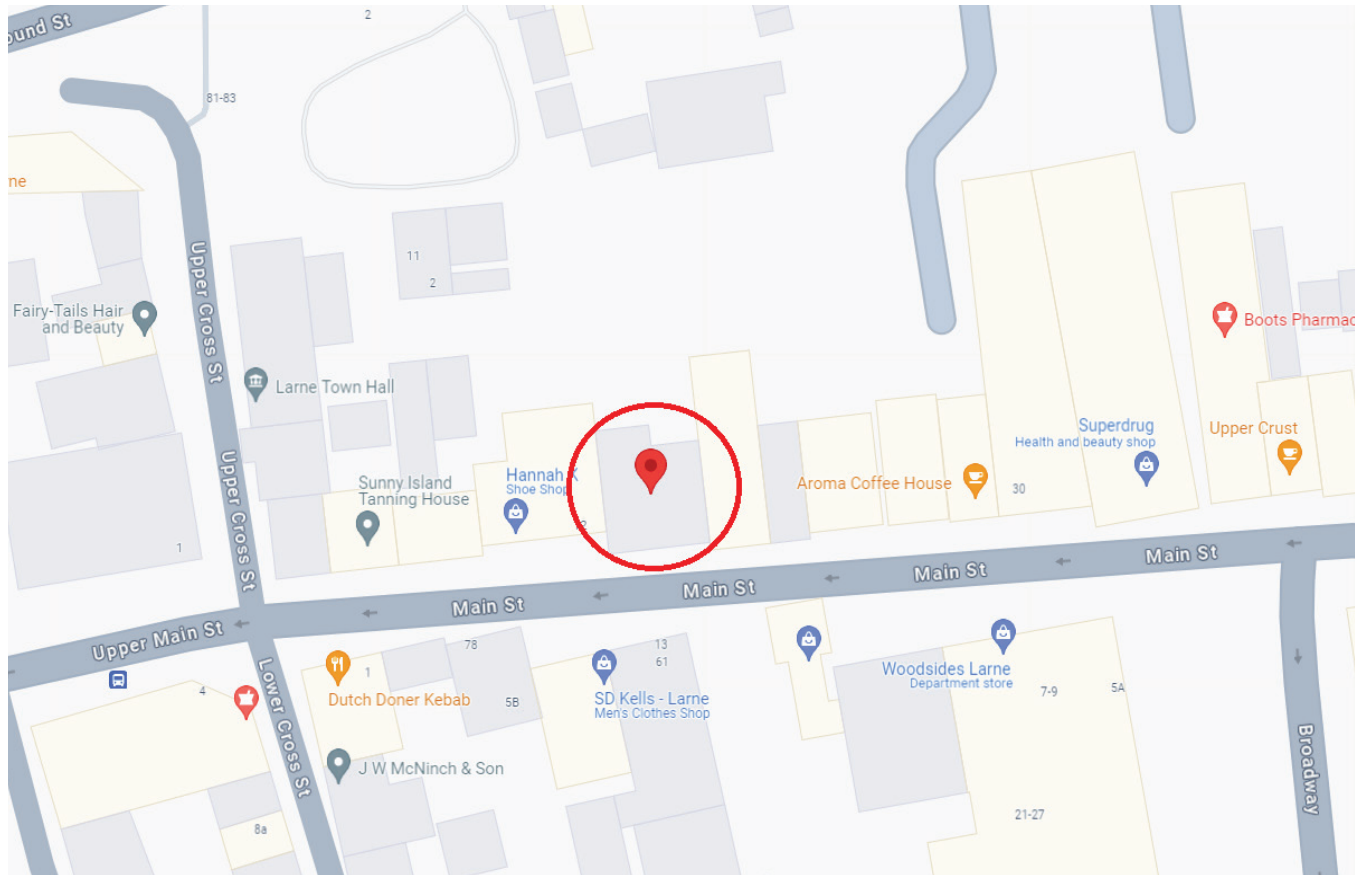 ound St
2
81-83
ne
Upper Cross St
11
2
Fairy-Tails Hair
and Beauty
Larne Town Hall
Boots Pharmac
Superdrug
Health and beauty shop
Upper Crust
Upper Cross St
Sunny Island
Tanning House
Hannah K
Shoe Shop
Aroma Coffee House
30
1
Main St
Main St
Main St
Main St
Upper Main St
Lower Cross St
4
1
Dutch Doner Kebab
78
5B
13
61
SD Kells - Larne
Men's Clothes Shop
Woodsides Larne
Department store
7-9
5A
J W McNinch & Son
Broadway
8a
21-27